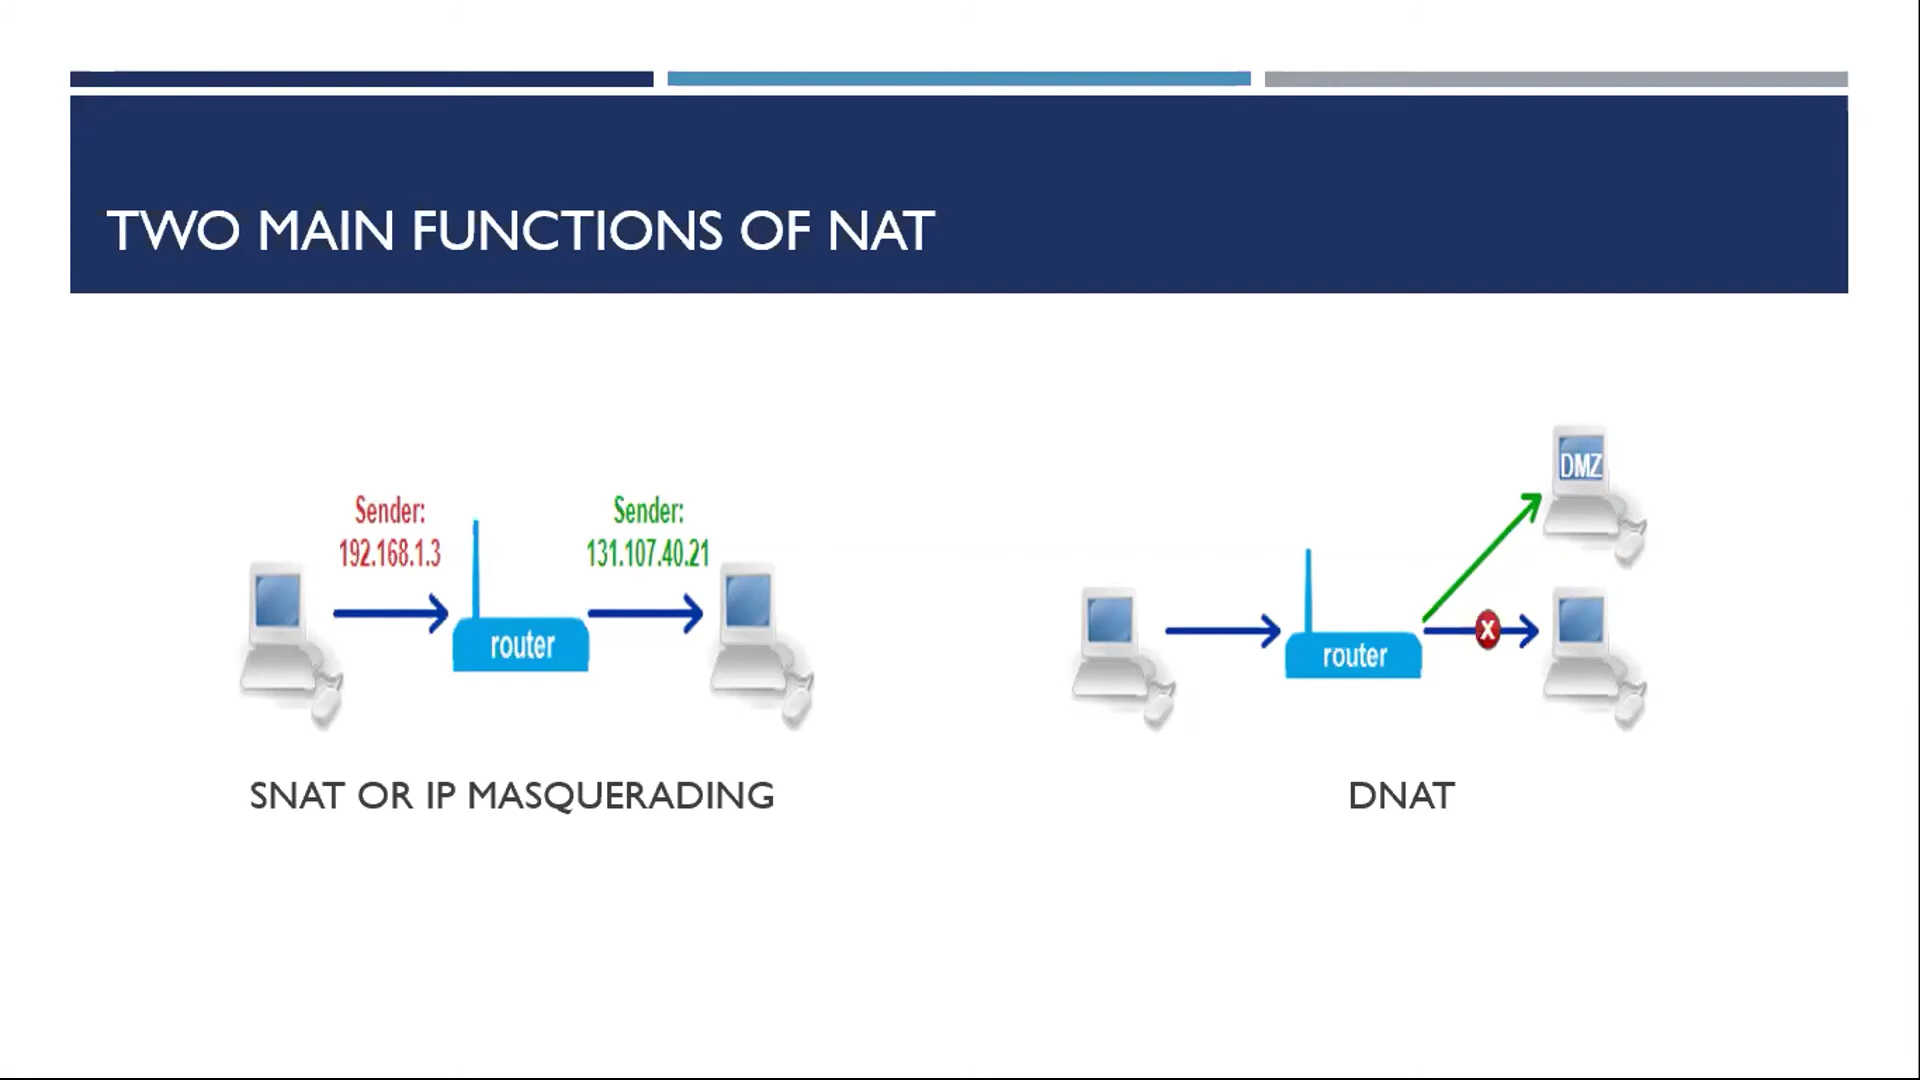 TWO MAIN FUNCTIONS OF NAT
Sender:
192.168.1.3
Sender:
131.107.40.21
router
SNAT OR IP MASQUERADING
DMZ
X
router
DNAT